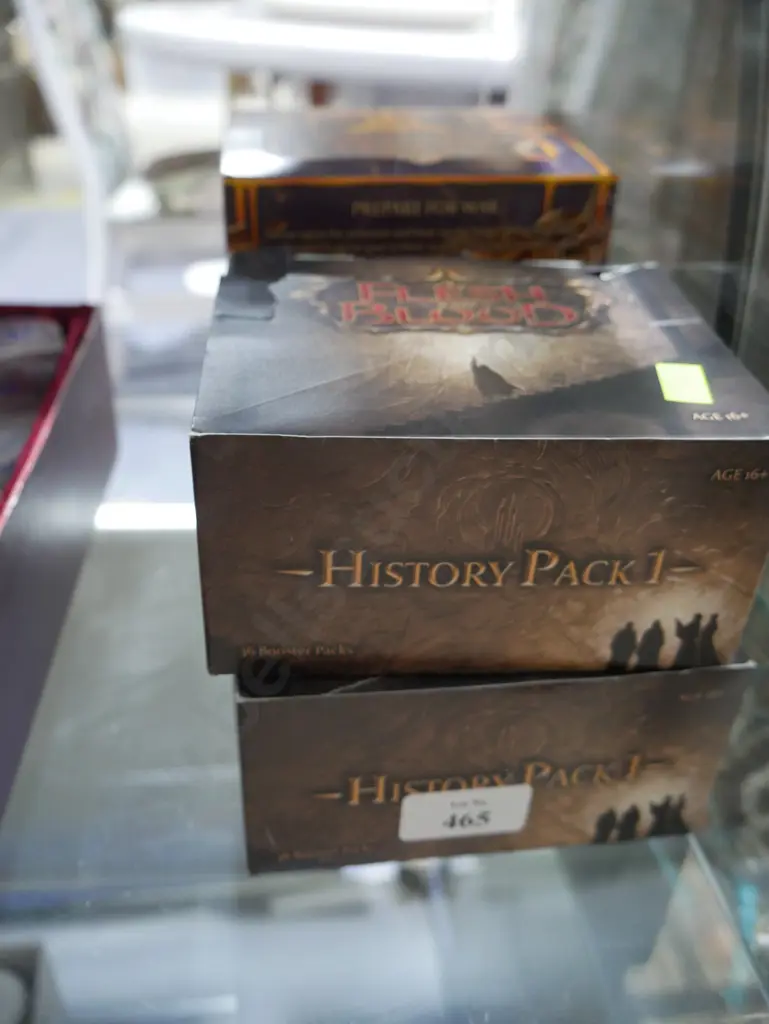 PREPARE FOR WAR
FLESH
BLOOD
AGE 16+
AGE 16+
HISTORY PACK 1
36 Booster Packs
HISTORY PACK 1
Lot No
465